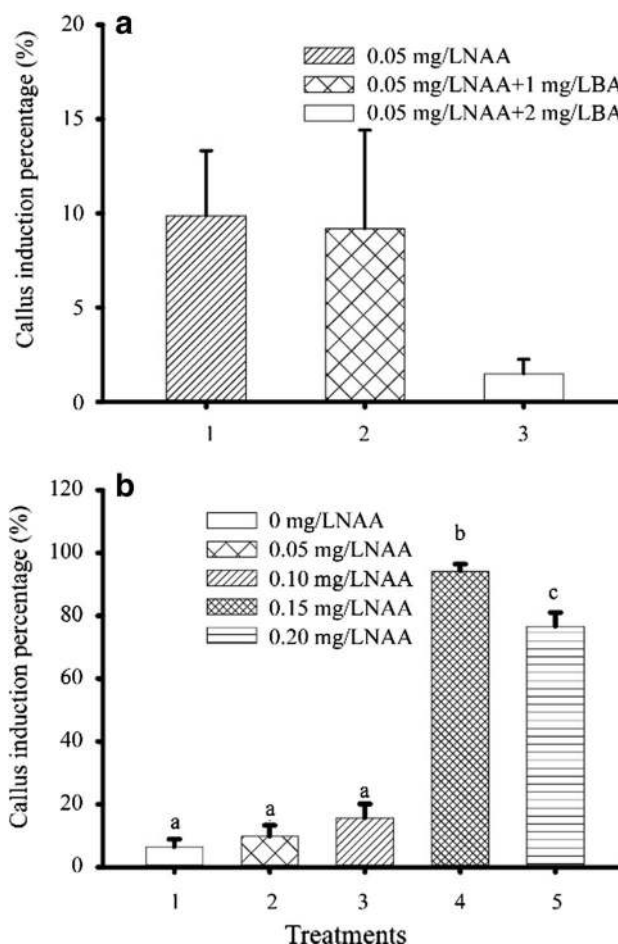 a
Callus induction percentage (%)
20
15
10
5
0
0.05 mg/LNAA
0.05 mg/LNAA+1 mg/LBA
0.05 mg/LNAA+2 mg/LBA
1 2 3
b
Callus induction percentage (%)
120
100
80
60
40
20
0
0 mg/LNAA
0.05 mg/LNAA
0.10 mg/LNAA
0.15 mg/LNAA
0.20 mg/LNAA
a a a b c
1 2 3 4 5
Treatments